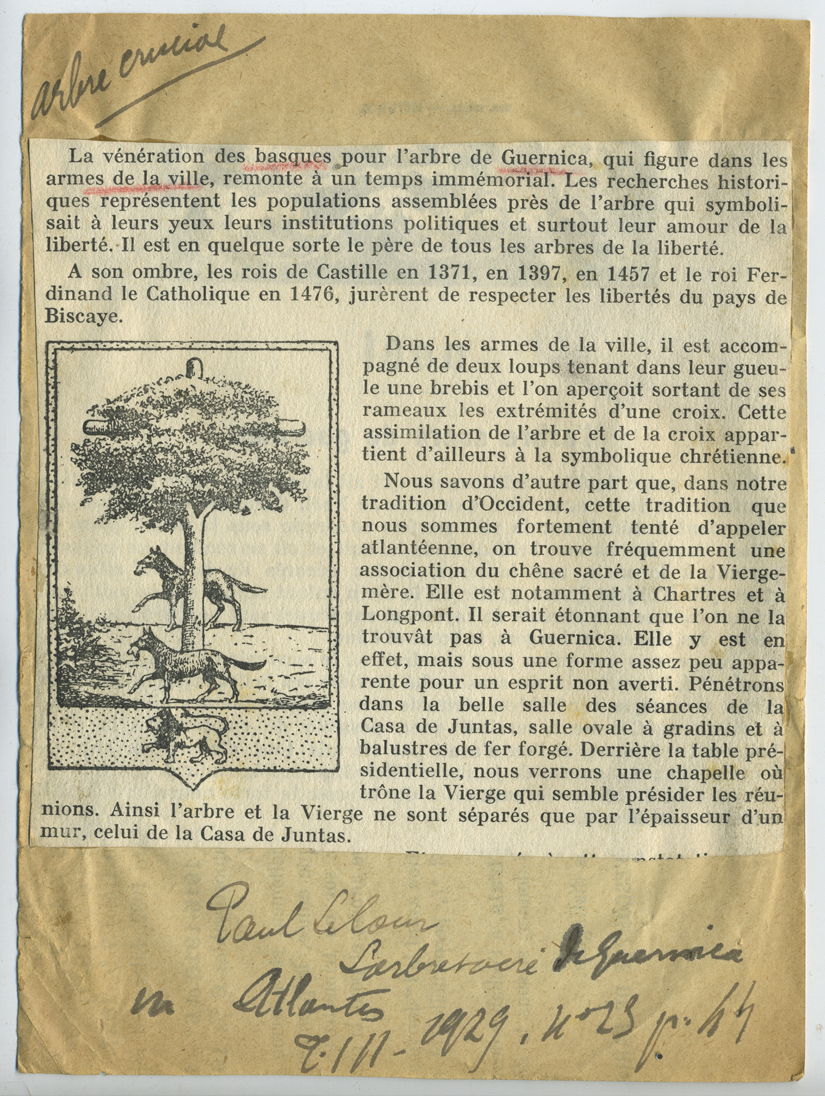 arbre crucial
La vénération des basques pour l'arbre de Guernica, qui figure dans les
armes de la ville, remonte à un temps immémorial. Les recherches histori-
ques représentent les populations assemblées près de l'arbre qui symboli-
sait à leurs yeux leurs institutions politiques et surtout leur amour de la
liberté. Il est en quelque sorte le père de tous les arbres de la liberté.
A son ombre, les rois de Castille en 1371, en 1397, en 1457 et le roi Fer-
dinand le Catholique en 1476, jurèrent de respecter les libertés du pays de
Biscaye.
Dans les armes de la ville, il est accom-
pagné de deux loups tenant dans leur gueu-
le une brebis et l'on aperçoit sortant de ses
rameaux les extrémités d'une croix. Cette
assimilation de l'arbre et de la croix appar-
tient d'ailleurs à la symbolique chrétienne.
Nous savons d'autre part que, dans notre
tradition d'Occident, cette tradition que
nous sommes fortement tenté d'appeler
atlantéenne, on trouve fréquemment une
association du chêne sacré et de la Vierge-
mère. Elle est notamment à Chartres et à
Longpont. Il serait étonnant que l'on ne la
trouvât pas à Guernica. Elle y est en
effet, mais sous une forme assez peu appa-
rente pour un esprit non averti. Pénétrons
dans la belle salle des séances de la
Casa de Juntas, salle ovale à gradins et à
balustres de fer forgé. Derrière la table pré-
sidentielle, nous verrons une chapelle où
trône la Vierge qui semble présider les réu-
nions. Ainsi l'arbre et la Vierge ne sont séparés que par l'épaisseur d'un
mur, celui de la Casa de Juntas.
Paul
L'arbre sacré de Guernica
in Atlantes
1929. n°